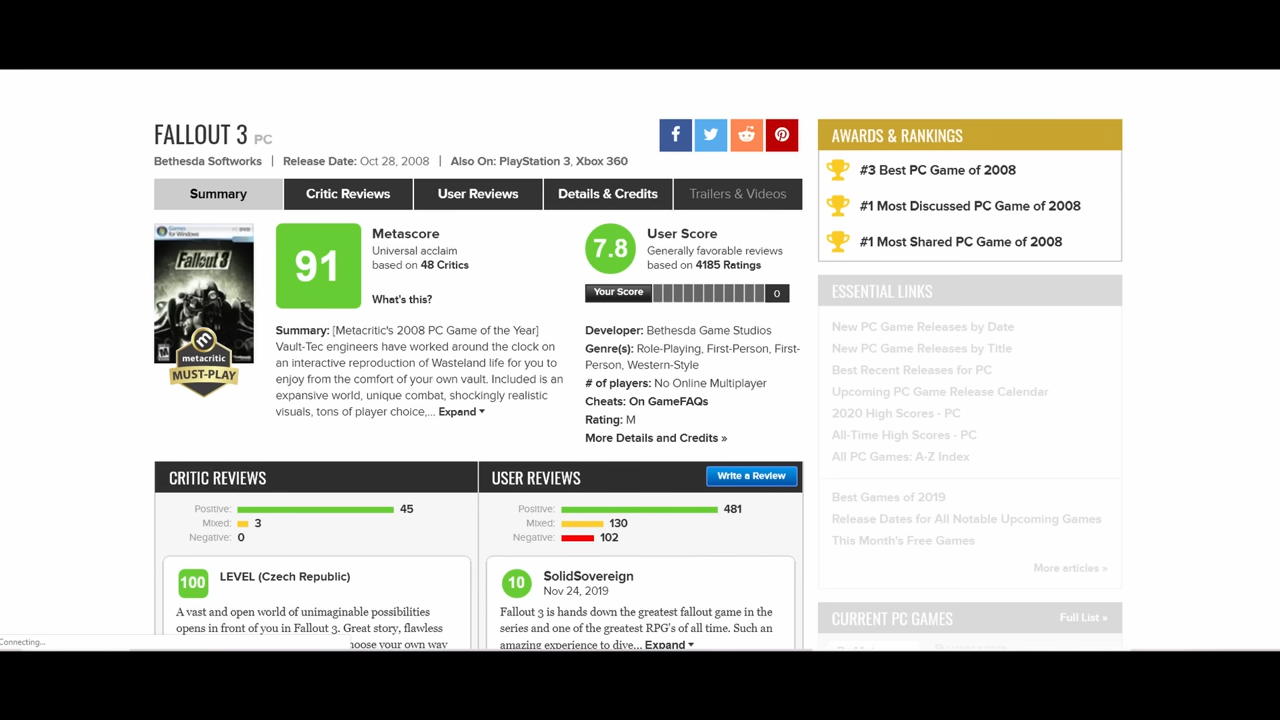 FALLOUT 3 PC
Bethesda Softworks | Release Date: Oct 28, 2008 | Also On: PlayStation 3, Xbox 360
Summary
Critic Reviews
User Reviews
Details & Credits
Trailers & Videos
Games for Windows
Fallout 3
metacritic
MUST-PLAY
91
Metascore
Universal acclaim
based on 48 Critics
What's this?
7.8
User Score
Generally favorable reviews
based on 4185 Ratings
Your Score
0
Summary: [Metacritic's 2008 PC Game of the Year]
Vault-Tec engineers have worked around the clock on
an interactive reproduction of Wasteland life for you to
enjoy from the comfort of your own vault. Included is an
expansive world, unique combat, shockingly realistic
visuals, tons of player choice,... Expand
Developer: Bethesda Game Studios
Genre(s): Role-Playing, First-Person, First-
Person, Western-Style
# of players: No Online Multiplayer
Cheats: On GameFAQs
Rating: M
More Details and Credits »
CRITIC REVIEWS
Positive: 45
Mixed: 3
Negative: 0
100
LEVEL (Czech Republic)
A vast and open world of unimaginable possibilities
opens in front of you in Fallout 3. Great story, flawless
hoose your own way
USER REVIEWS
Write a Review
Positive: 481
Mixed: 130
Negative: 102
10
SolidSovereign
Nov 24, 2019
Fallout 3 is hands down the greatest fallout game in the
series and one of the greatest RPG's of all time. Such an
amazing experience to dive... Expand
AWARDS & RANKINGS
#3 Best PC Game of 2008
#1 Most Discussed PC Game of 2008
#1 Most Shared PC Game of 2008
ESSENTIAL LINKS
New PC Game Releases by Date
New PC Game Releases by Title
Best Recent Releases for PC
Upcoming PC Game Release Calendar
2020 High Scores - PC
All-Time High Scores - PC
All PC Games: A-Z Index
Best Games of 2019
Release Dates for All Notable Upcoming Games
This Month's Free Games
More articles »
CURRENT PC GAMES
Full List »
Connecting...